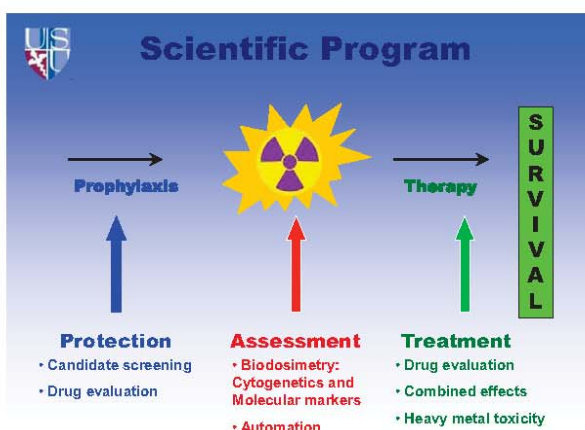 USU
Scientific Program
Prophylaxis
Therapy
SURVIVAL
Protection
• Candidate screening
• Drug evaluation
Assessment
• Biodosimetry:
Cytogenetics and
Molecular markers
• Automation
Treatment
• Drug evaluation
• Combined effects
• Heavy metal toxicity